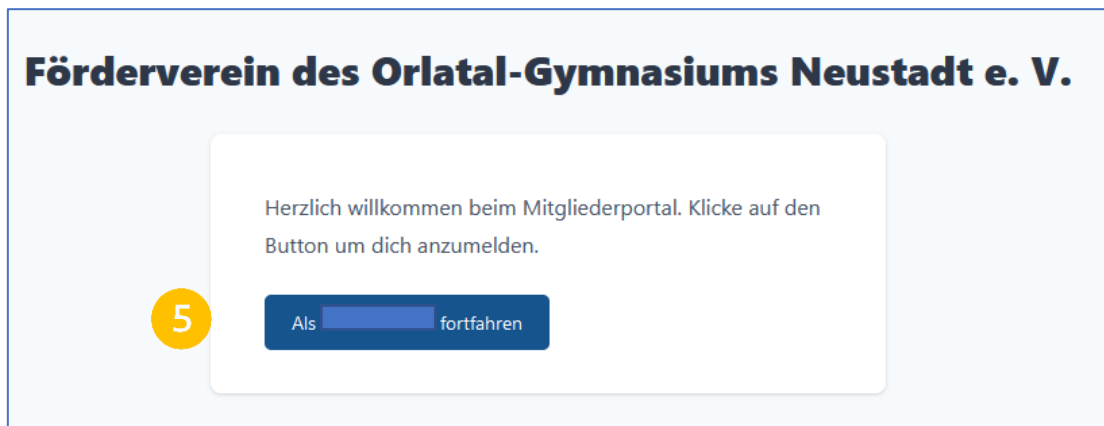 Förderverein des Orlatal-Gymnasiums Neustadt e. V.
Herzlich willkommen beim Mitgliederportal. Klicke auf den
Button um dich anzumelden.
5
Als fortfahren